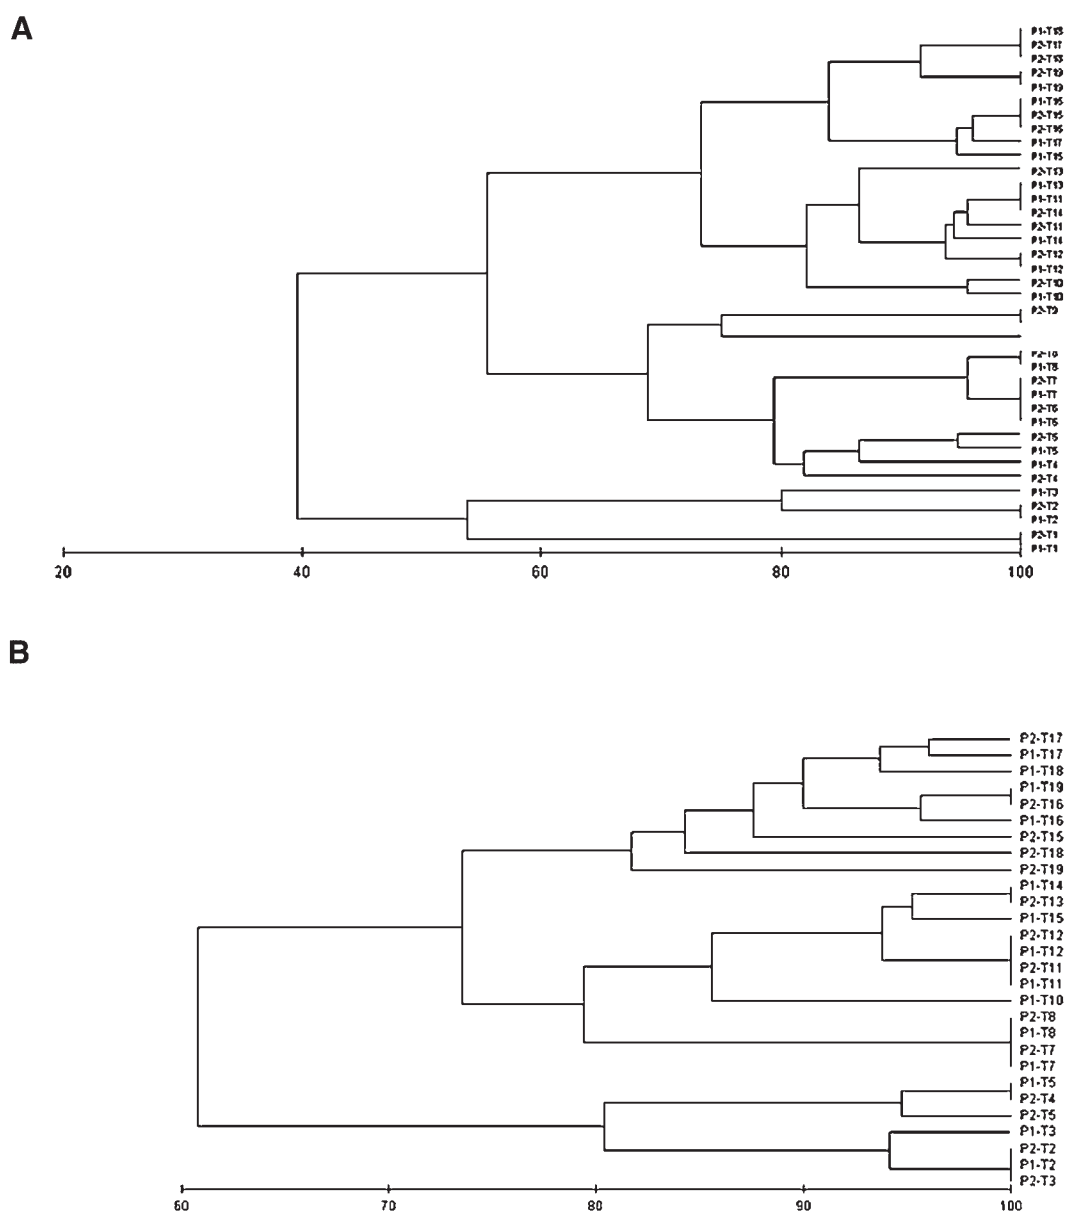 A
P1-T18
P2-T17
P2-T18
P2-T19
P1-T19
P1-T16
P2-T15
P2-T16
P1-T17
P1-T15
P2-T13
P1-T13
P1-T11
P2-T14
P2-T11
P1-T14
P2-T12
P1-T12
P2-T10
P1-T10
P2-T9
P2-T8
P1-T8
P2-T7
P1-T7
P2-T6
P1-T6
P2-T5
P1-T5
P1-T4
P2-T4
P1-T3
P2-T2
P1-T2
P2-T1
P1-T1
20 40 60 80 100
B
P2-T17
P1-T17
P1-T18
P1-T19
P2-T16
P1-T16
P2-T15
P2-T18
P2-T19
P1-T14
P2-T13
P1-T15
P2-T12
P1-T12
P2-T11
P1-T11
P1-T10
P2-T8
P1-T8
P2-T7
P1-T7
P1-T5
P2-T4
P2-T5
P1-T3
P2-T2
P1-T2
P2-T3
60 70 80 90 100